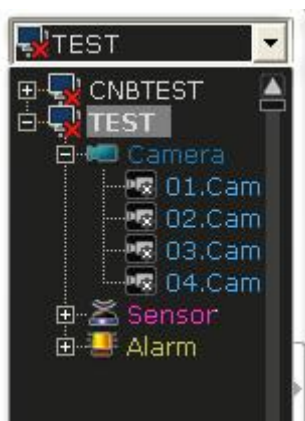 TEST
CNBTEST
TEST
Camera
01.Cam
02.Cam
03.Cam
04.Cam
Sensor
Alarm